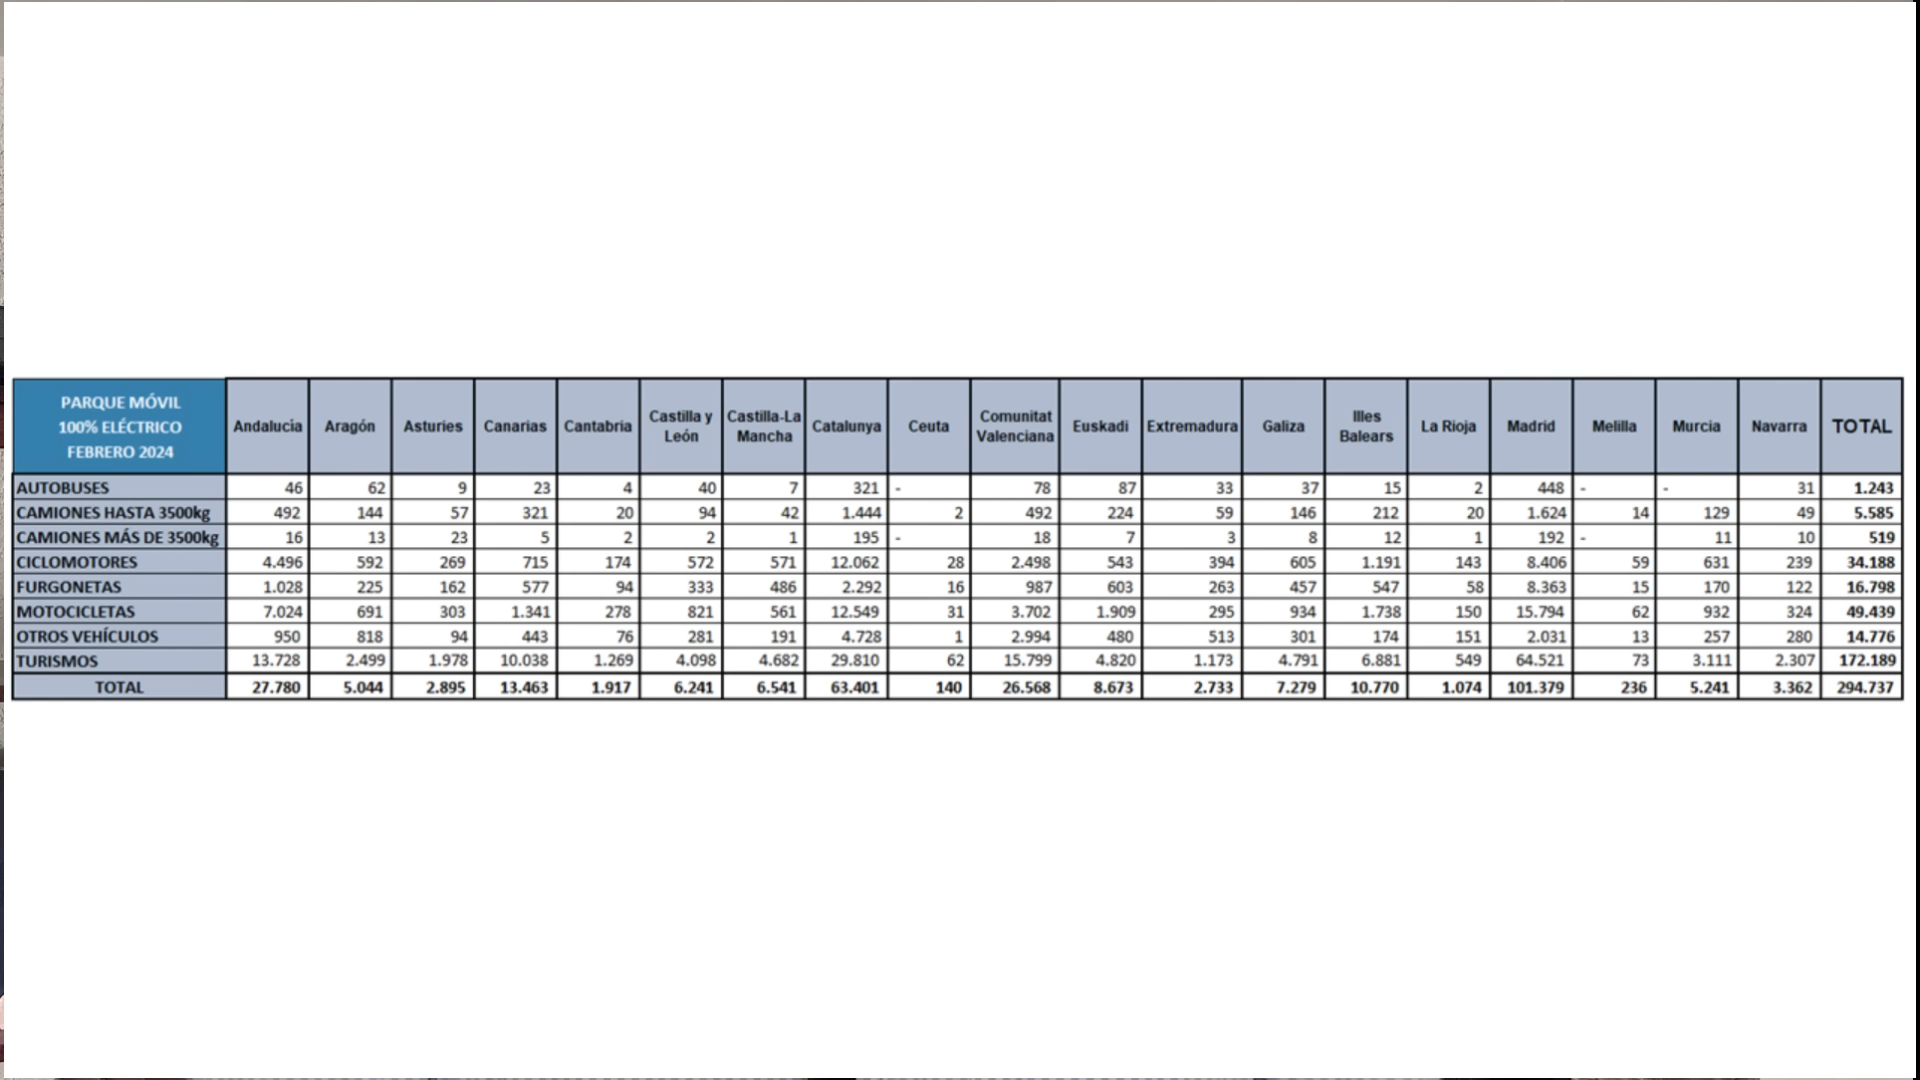 PARQUE MÓVIL
100% ELÉCTRICO
FEBRERO 2024
Andalucía Aragón Asturies Canarias Cantabria Castilla y León Castilla-La Mancha Catalunya Ceuta Comunitat Valenciana Euskadi Extremadura Galiza Illes Balears La Rioja Madrid Melilla Murcia Navarra TOTAL
AUTOBUSES 46 62 9 23 4 40 7 321 - 78 87 33 37 15 2 448 - - 31 1.243
CAMIONES HASTA 3500kg 492 144 57 321 20 94 42 1.444 2 492 224 59 146 212 20 1.624 14 129 49 5.585
CAMIONES MÁS DE 3500kg 16 13 23 5 2 2 1 195 - 18 7 3 8 12 1 192 - 11 10 519
CICLOMOTORES 4.496 592 269 715 174 572 571 12.062 28 2.498 543 394 605 1.191 143 8.406 59 631 239 34.188
FURGONETAS 1.028 225 162 577 94 333 486 2.292 16 987 603 263 457 547 58 8.363 15 170 122 16.798
MOTOCICLETAS 7.024 691 303 1.341 278 821 561 12.549 31 3.702 1.909 295 934 1.738 150 15.794 62 932 324 49.439
OTROS VEHÍCULOS 950 818 94 443 76 281 191 4.728 1 2.994 480 513 301 174 151 2.031 13 257 280 14.776
TURISMOS 13.728 2.499 1.978 10.038 1.269 4.098 4.682 29.810 62 15.799 4.820 1.173 4.791 6.881 549 64.521 73 3.111 2.307 172.189
TOTAL 27.780 5.044 2.895 13.463 1.917 6.241 6.541 63.401 140 26.568 8.673 2.733 7.279 10.770 1.074 101.379 236 5.241 3.362 294.737